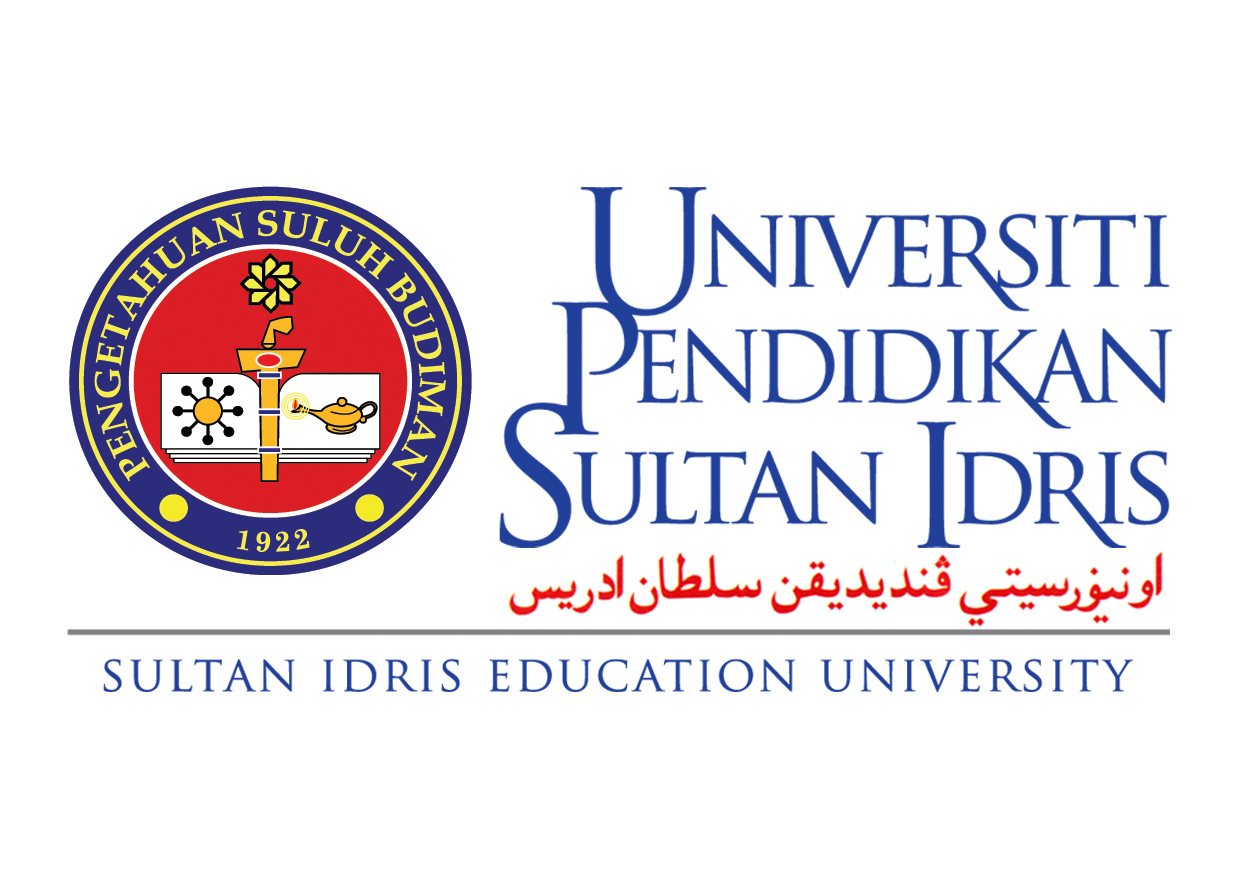 PENGETAHUAN SULUH BUDIMAN
1922
UNIVERSITI
PENDIDIKAN
SULTAN IDRIS
اونيۏرسيتي ڤنديديقن سلطان ادريس
SULTAN IDRIS EDUCATION UNIVERSITY